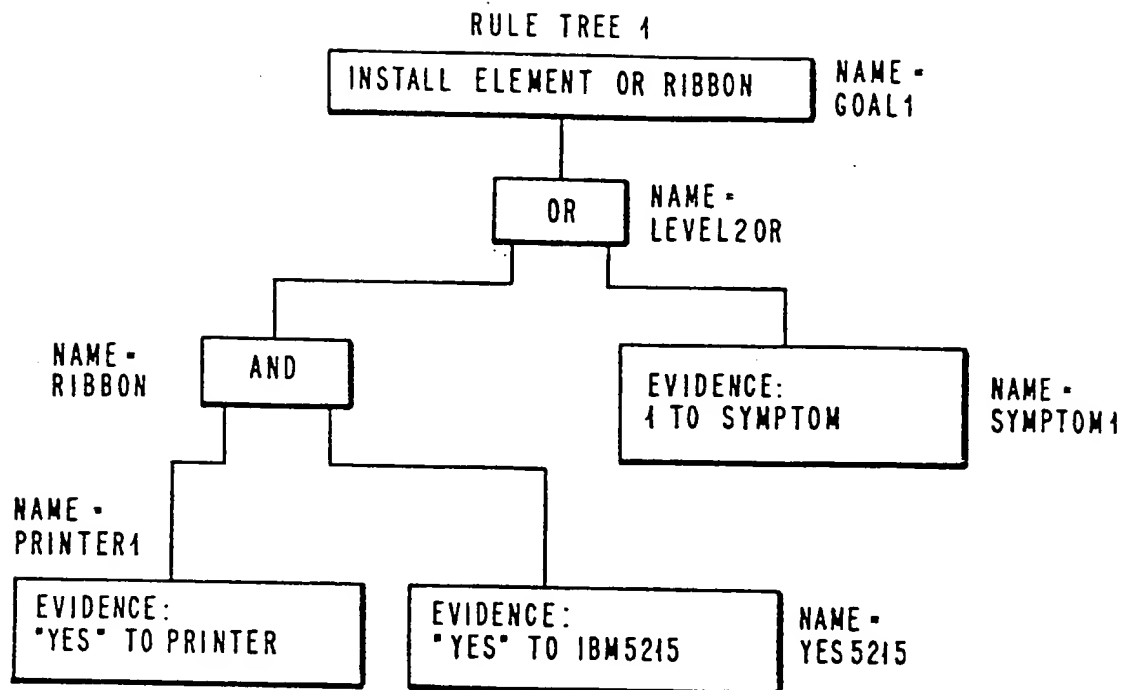 RULE TREE 1
INSTALL ELEMENT OR RIBBON
NAME =
GOAL1
OR
NAME =
LEVEL2OR
NAME =
RIBBON
AND
EVIDENCE:
1 TO SYMPTOM
NAME =
SYMPTOM1
NAME =
PRINTER1
EVIDENCE:
"YES" TO PRINTER
EVIDENCE:
"YES" TO IBM5215
NAME =
YES5215